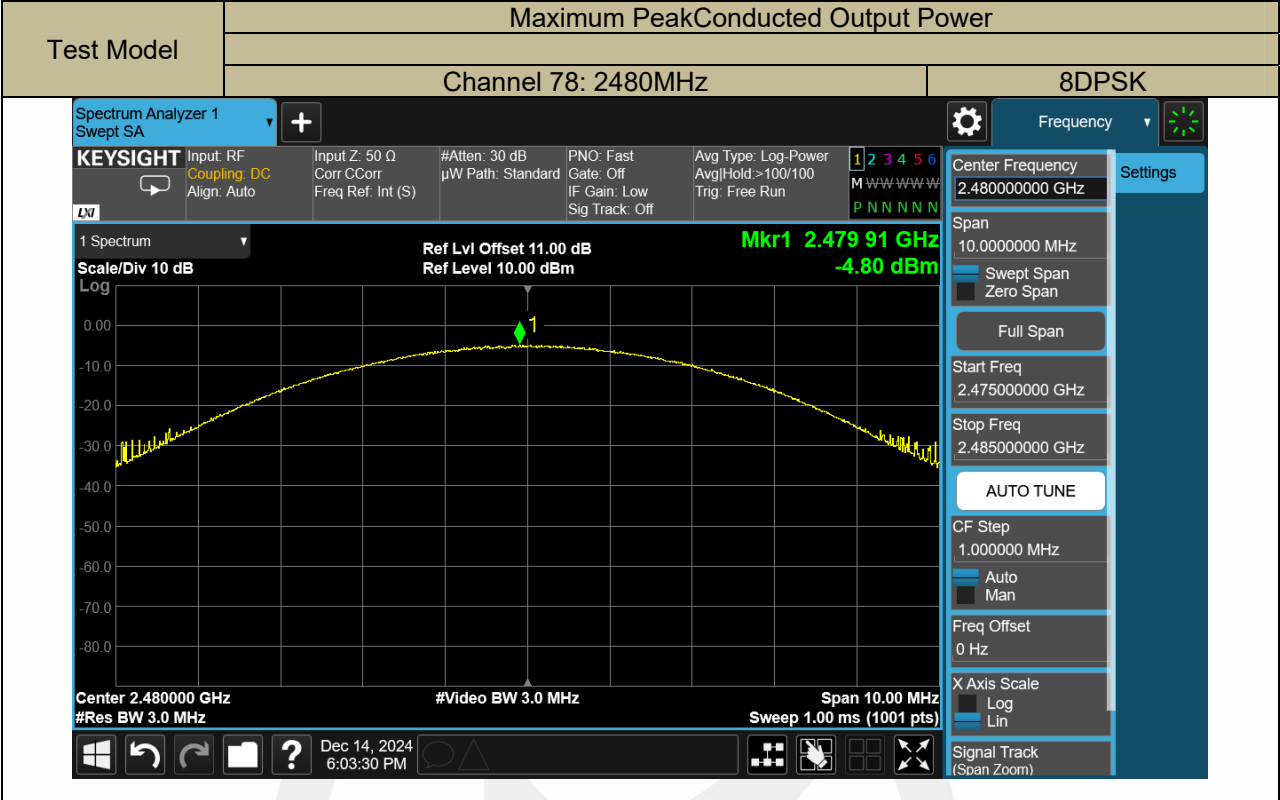 Test Model
Maximum PeakConducted Output Power
Channel 78: 2480MHz
8DPSK
Spectrum Analyzer 1
Swept SA
+
Frequency
KEYSIGHT
LXI
Input: RF
Coupling: DC
Align: Auto
Input Z: 50 Ω
Corr CCorr
Freq Ref: Int (S)
#Atten: 30 dB
µW Path: Standard
PNO: Fast
Gate: Off
IF Gain: Low
Sig Track: Off
Avg Type: Log-Power
Avg|Hold:>100/100
Trig: Free Run
1 2 3 4 5 6
M W W W W W
P N N N N N
1 Spectrum
Scale/Div 10 dB
Log
Ref Lvl Offset 11.00 dB
Ref Level 10.00 dBm
Mkr1 2.479 91 GHz
-4.80 dBm
1
0.00
-10.0
-20.0
-30.0
-40.0
-50.0
-60.0
-70.0
-80.0
Center 2.480000 GHz
#Video BW 3.0 MHz
Span 10.00 MHz
#Res BW 3.0 MHz
Sweep 1.00 ms (1001 pts)
Center Frequency
2.480000000 GHz
Settings
Span
10.0000000 MHz
Swept Span
Zero Span
Full Span
Start Freq
2.475000000 GHz
Stop Freq
2.485000000 GHz
AUTO TUNE
CF Step
1.000000 MHz
Auto
Man
Freq Offset
0 Hz
X Axis Scale
Log
Lin
Signal Track
(Span Zoom)
?
Dec 14, 2024
6:03:30 PM